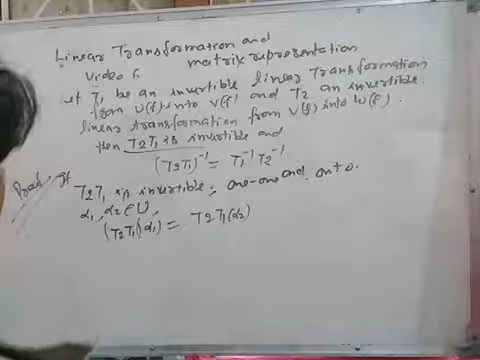 Linear Transformation and
matrix representation
Video 6
Let T1 be an invertible linear Transformation
from U(f) into V(f) and T2 an invertible
linear transformation from V(f) into W(f).
then T2T1 is invertible and
(T2T1)⁻¹ = T1⁻¹ T2⁻¹
Proof If
T2T1 is invertible; one-one and onto.
α1, α2 ∈ U,
(T2T1)(α1) = T2T1(α2)